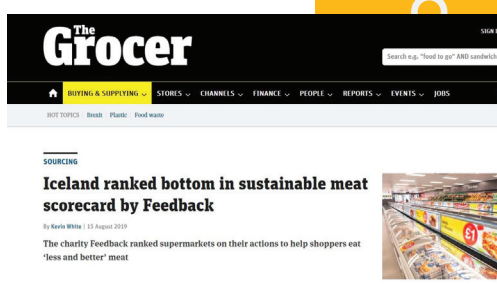 The
Grocer
SIGN I
Search e.g. "food to go" AND sandwich
BUYING & SUPPLYING STORES CHANNELS FINANCE PEOPLE REPORTS EVENTS JOBS
HOT TOPICS Brexit Plastic Food waste
SOURCING
Iceland ranked bottom in sustainable meat
scorecard by Feedback
By Kevin White | 15 August 2019
The charity Feedback ranked supermarkets on their actions to help shoppers eat
'less and better' meat
£1